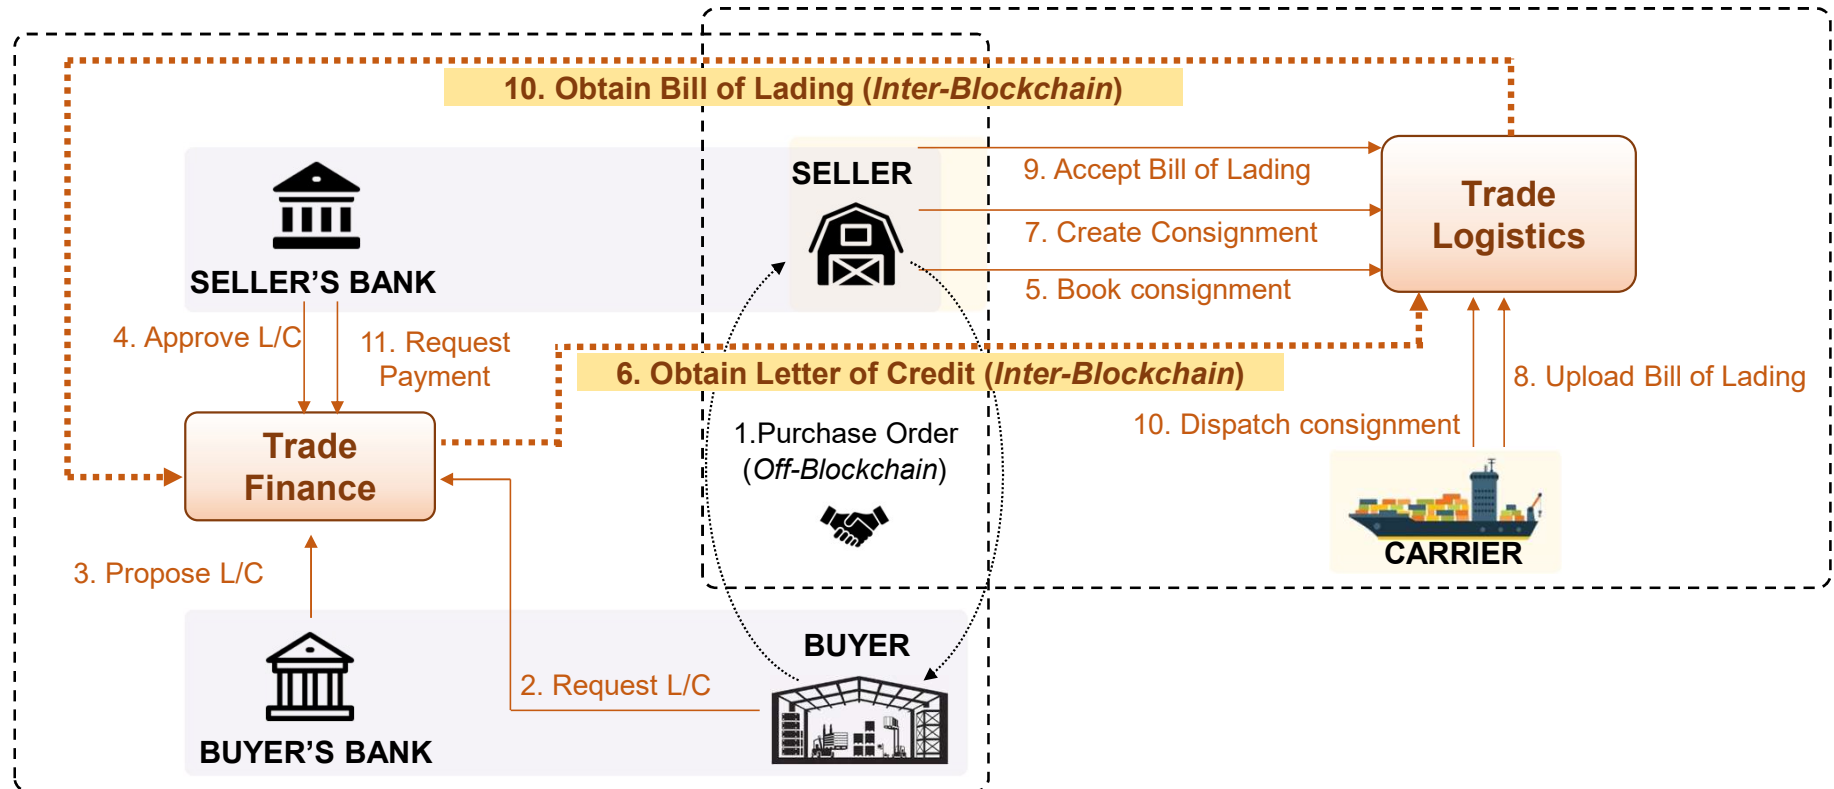 10. Obtain Bill of Lading (Inter-Blockchain)
SELLER
9. Accept Bill of Lading
Trade
Logistics
7. Create Consignment
SELLER’S BANK
5. Book consignment
4. Approve L/C
11. Request
Payment
6. Obtain Letter of Credit (Inter-Blockchain)
8. Upload Bill of Lading
10. Dispatch consignment
1.Purchase Order
(Off-Blockchain)
Trade
Finance
CARRIER
3. Propose L/C
BUYER
2. Request L/C
BUYER’S BANK